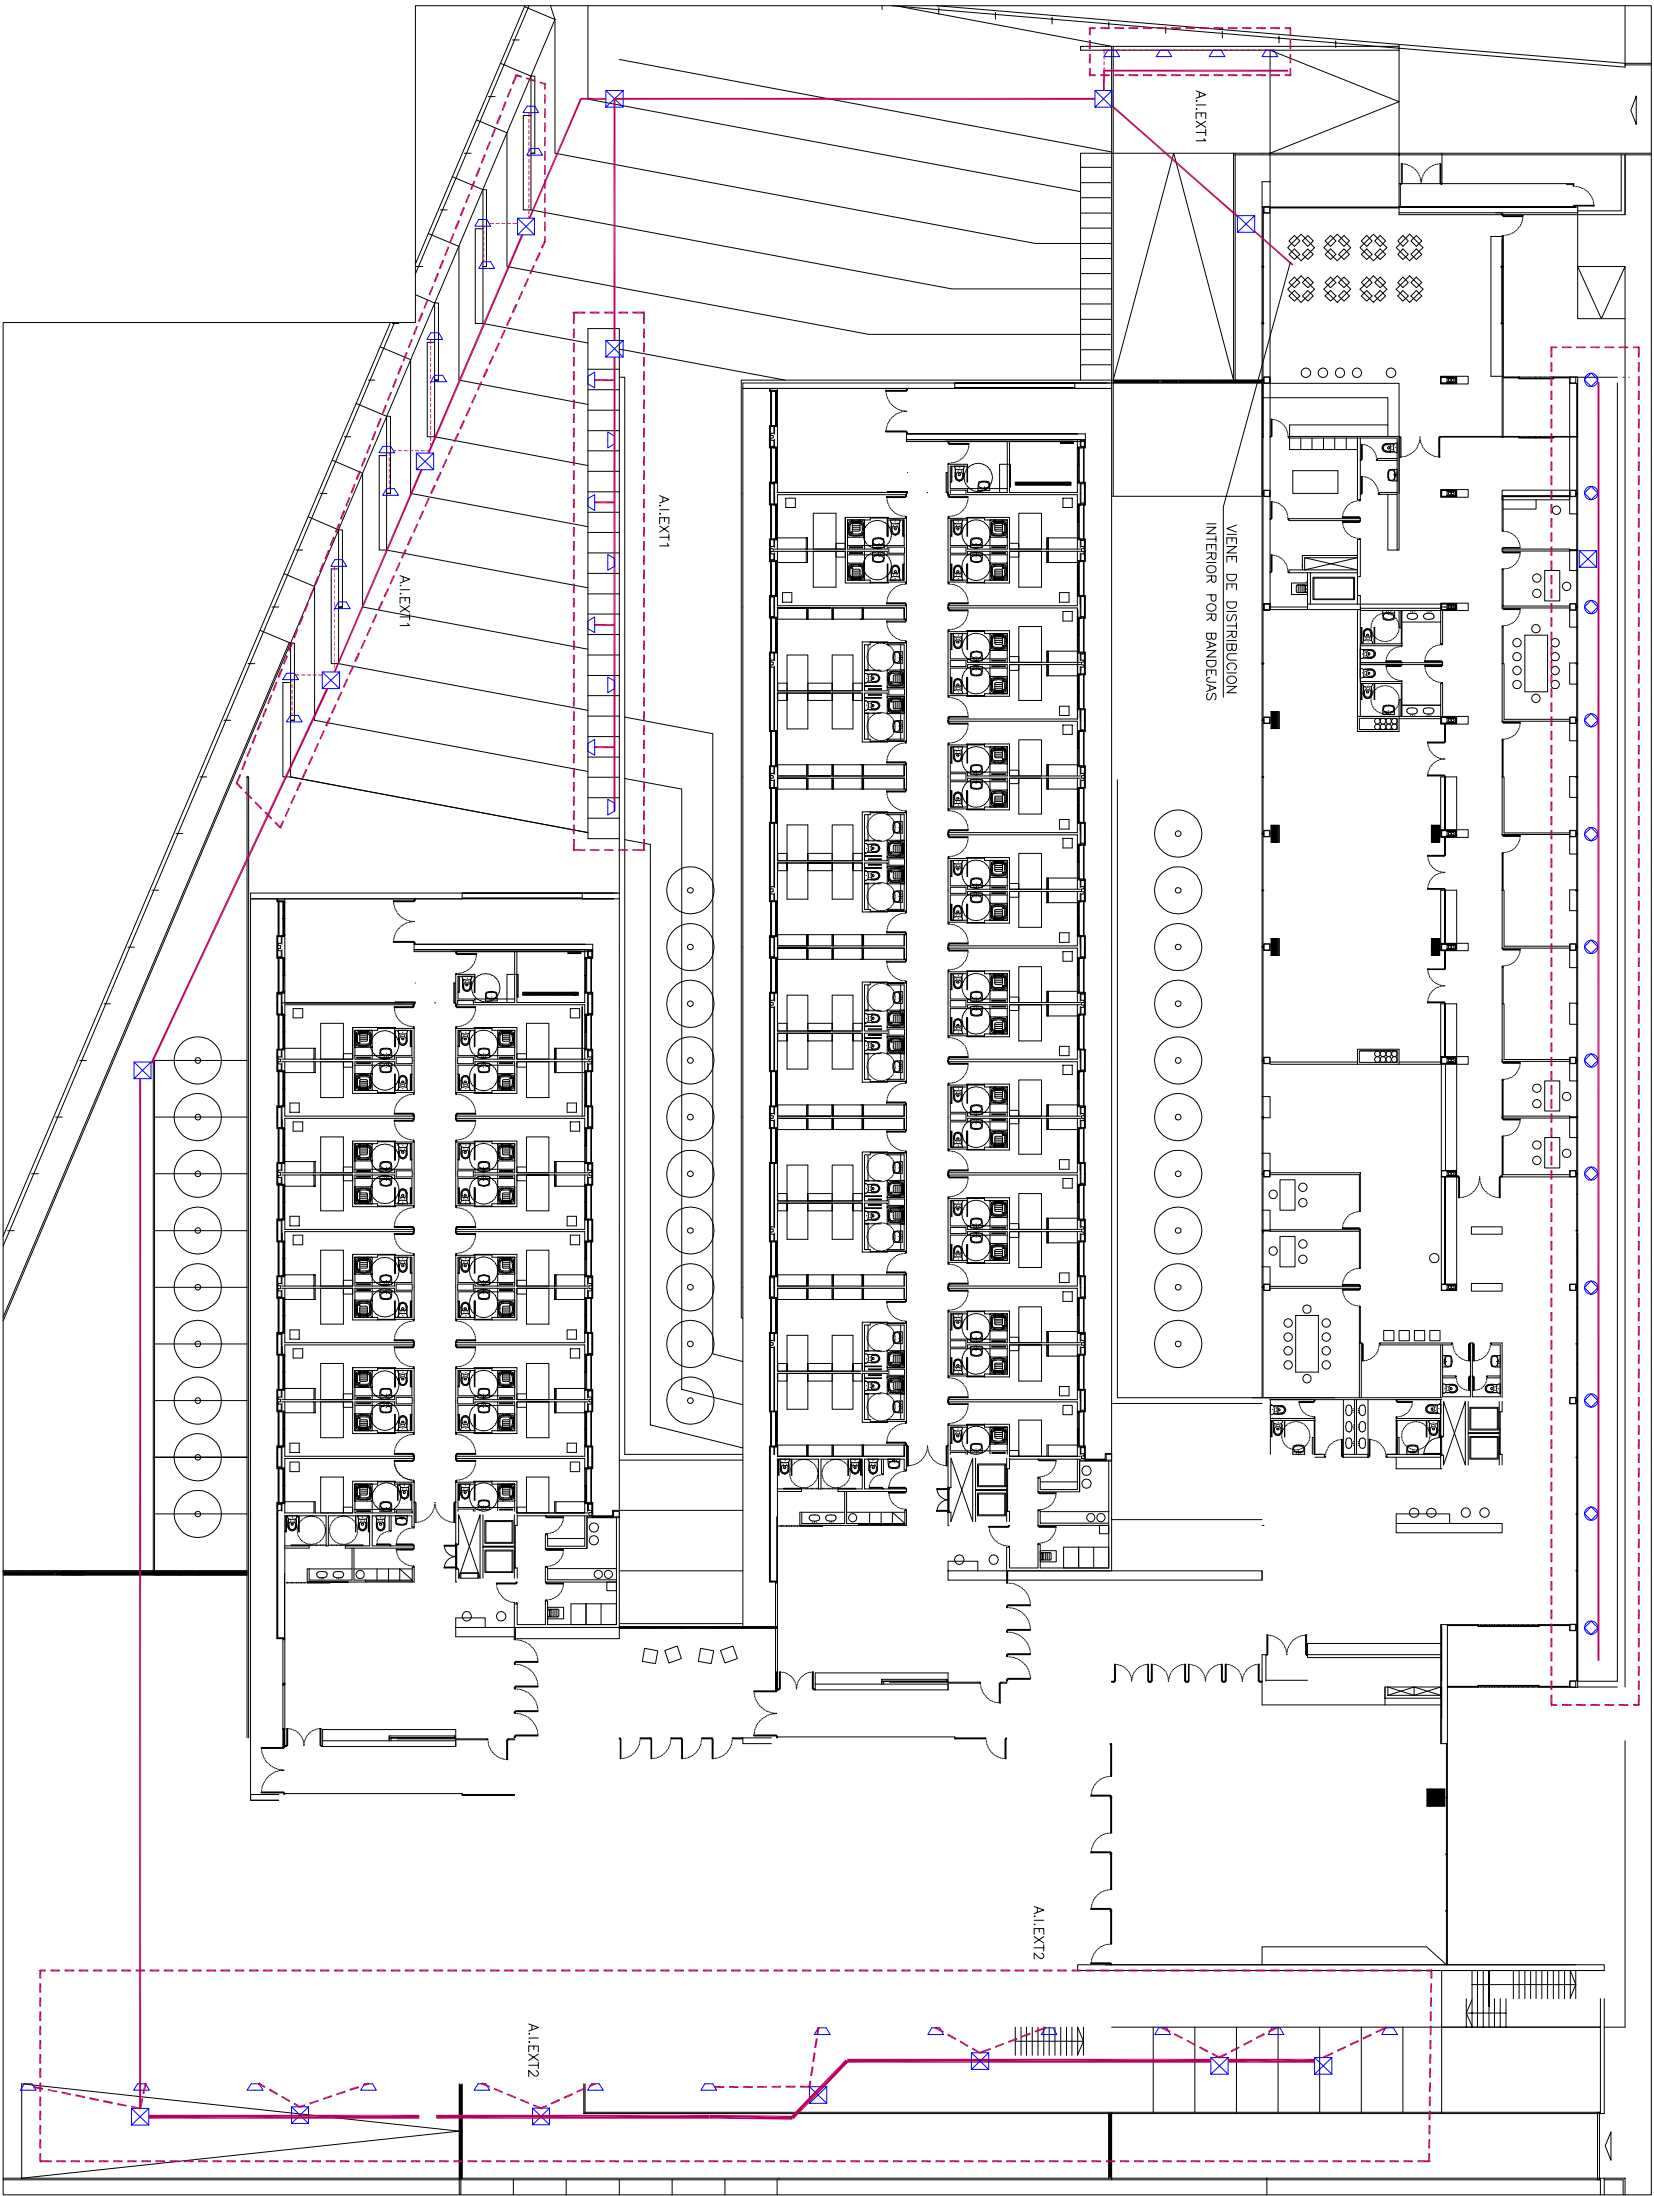 A.I.EXT1
A.I.EXT1
A.I.EXT1
VIENE DE DISTRIBUCION
INTERIOR POR BANDEJAS
A.I.EXT2
A.I.EXT2